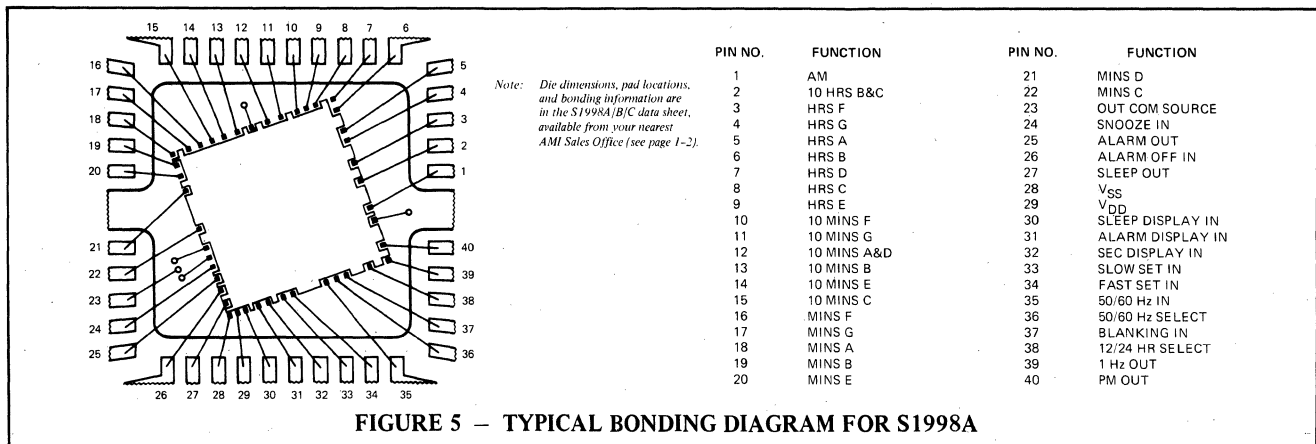 15 14 13 12 11 10 9 8 7 6
16
17
18
19
20
5
4
3
2
1
21
22
23
24
25
40
39
38
37
36
26 27 28 29 30 31 32 33 34 35
Note: Die dimensions, pad locations,
and bonding information are
in the S1998A/B/C data sheet,
available from your nearest
AMI Sales Office (see page 1-2).
PIN NO. FUNCTION PIN NO. FUNCTION
1 AM 21 MINS D
2 10 HRS B&C 22 MINS C
3 HRS F 23 OUT COM SOURCE
4 HRS G 24 SNOOZE IN
5 HRS A 25 ALARM OUT
6 HRS B 26 ALARM OFF IN
7 HRS D 27 SLEEP OUT
8 HRS C 28 VSS
9 HRS E 29 VDD
10 10 MINS F 30 SLEEP DISPLAY IN
11 10 MINS G 31 ALARM DISPLAY IN
12 10 MINS A&D 32 SEC DISPLAY IN
13 10 MINS B 33 SLOW SET IN
14 10 MINS E 34 FAST SET IN
15 10 MINS C 35 50/60 Hz IN
16 MINS F 36 50/60 Hz SELECT
17 MINS G 37 BLANKING IN
18 MINS A 38 12/24 HR SELECT
19 MINS B 39 1 Hz OUT
20 MINS E 40 PM OUT
FIGURE 5 – TYPICAL BONDING DIAGRAM FOR S1998A